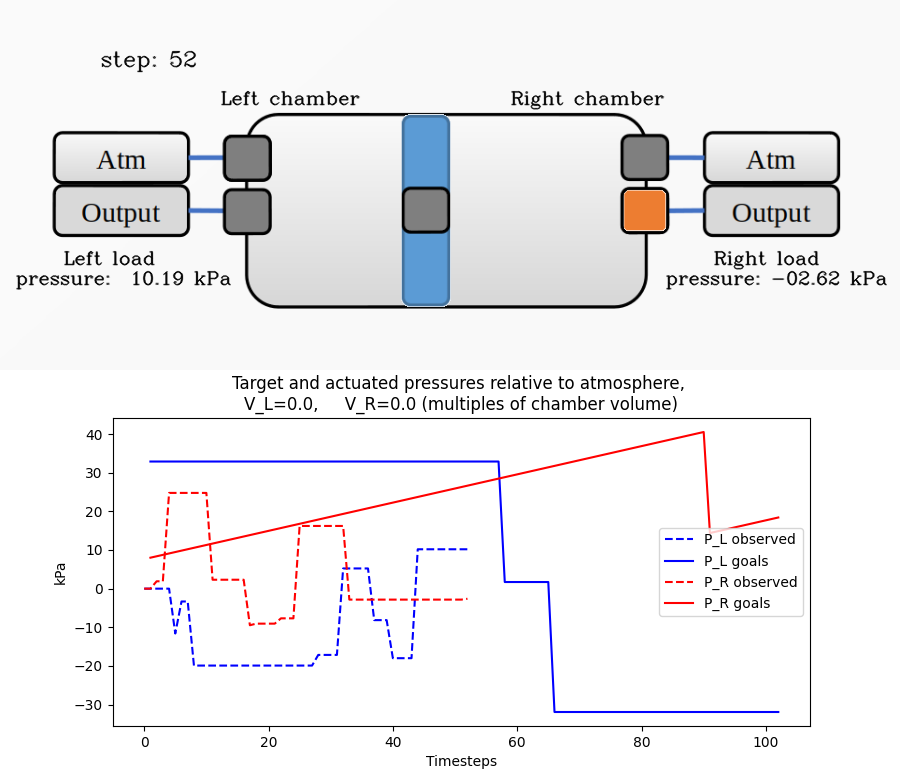 step: 52
Left chamber
Right chamber
Atm
Output
Atm
Output
Left load
pressure: 10.19 kPa
Right load
pressure: -02.62 kPa
Target and actuated pressures relative to atmosphere,
V_L=0.0, V_R=0.0 (multiples of chamber volume)
kPa
40
30
20
10
0
−10
−20
−30
P_L observed
P_L goals
P_R observed
P_R goals
0 20 40 60 80 100
Timesteps